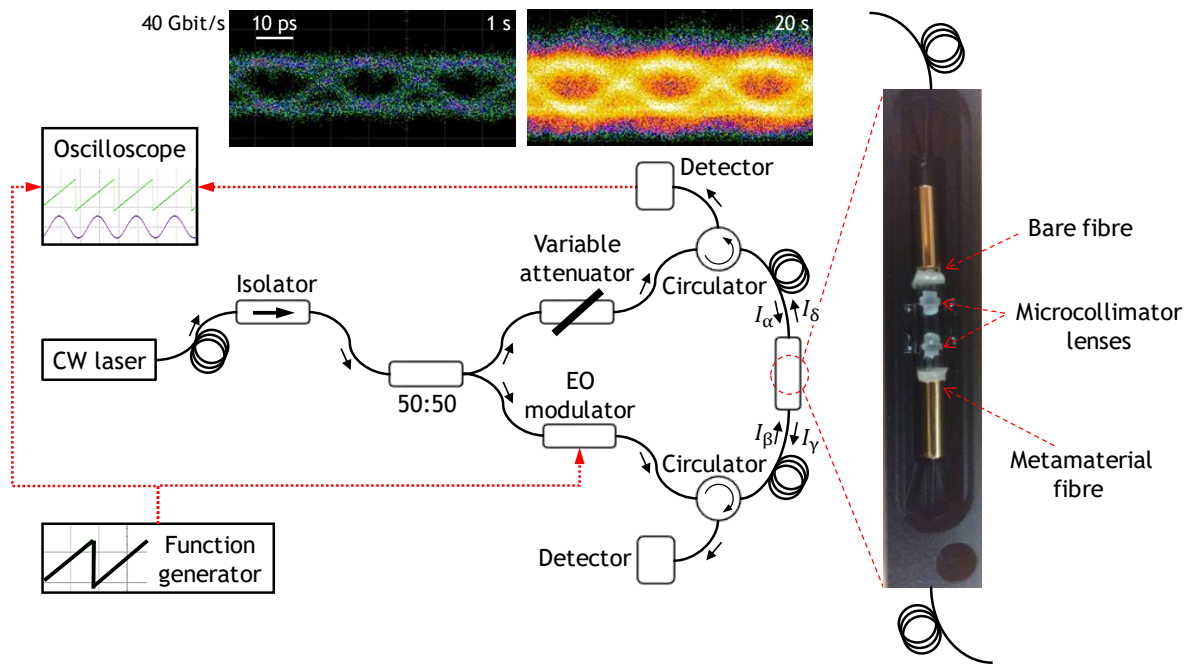 40 Gbit/s
10 ps
1 s
20 s
Oscilloscope
Detector
Variable
attenuator
Circulator
Isolator
CW laser
50:50
EO
modulator
Iα
Iδ
Iβ
Iγ
Circulator
Detector
Function
generator
Bare fibre
Microcollimator
lenses
Metamaterial
fibre